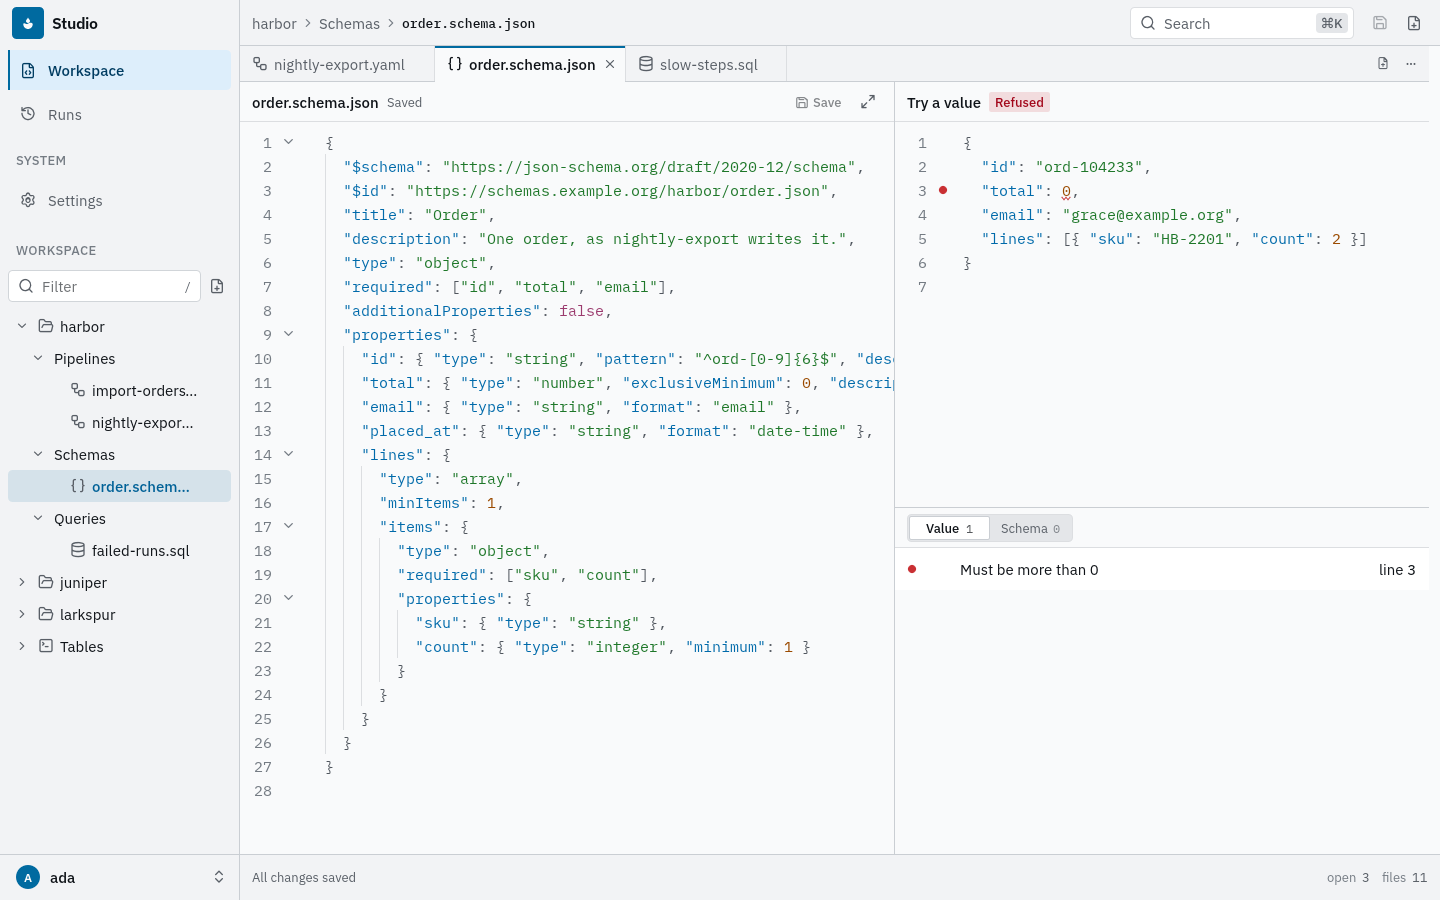 Studio
Workspace
Runs
SYSTEM
Settings
WORKSPACE
Filter /
harbor
Pipelines
import-orders...
nightly-expor...
Schemas
order.schem...
Queries
failed-runs.sql
juniper
larkspur
Tables
A ada
harbor > Schemas > order.schema.json
Search ⌘K
nightly-export.yaml
order.schema.json
slow-steps.sql
order.schema.json Saved
Save
1 {
2 "$schema": "https://json-schema.org/draft/2020-12/schema",
3 "$id": "https://schemas.example.org/harbor/order.json",
4 "title": "Order",
5 "description": "One order, as nightly-export writes it.",
6 "type": "object",
7 "required": ["id", "total", "email"],
8 "additionalProperties": false,
9 "properties": {
10 "id": { "type": "string", "pattern": "^ord-[0-9]{6}$", "desc
11 "total": { "type": "number", "exclusiveMinimum": 0, "descrip
12 "email": { "type": "string", "format": "email" },
13 "placed_at": { "type": "string", "format": "date-time" },
14 "lines": {
15 "type": "array",
16 "minItems": 1,
17 "items": {
18 "type": "object",
19 "required": ["sku", "count"],
20 "properties": {
21 "sku": { "type": "string" },
22 "count": { "type": "integer", "minimum": 1 }
23 }
24 }
25 }
26 }
27 }
28
Try a value Refused
1 {
2 "id": "ord-104233",
3 "total": 0,
4 "email": "grace@example.org",
5 "lines": [{ "sku": "HB-2201", "count": 2 }]
6 }
7
Value 1 Schema 0
Must be more than 0 line 3
All changes saved
open 3 files 11